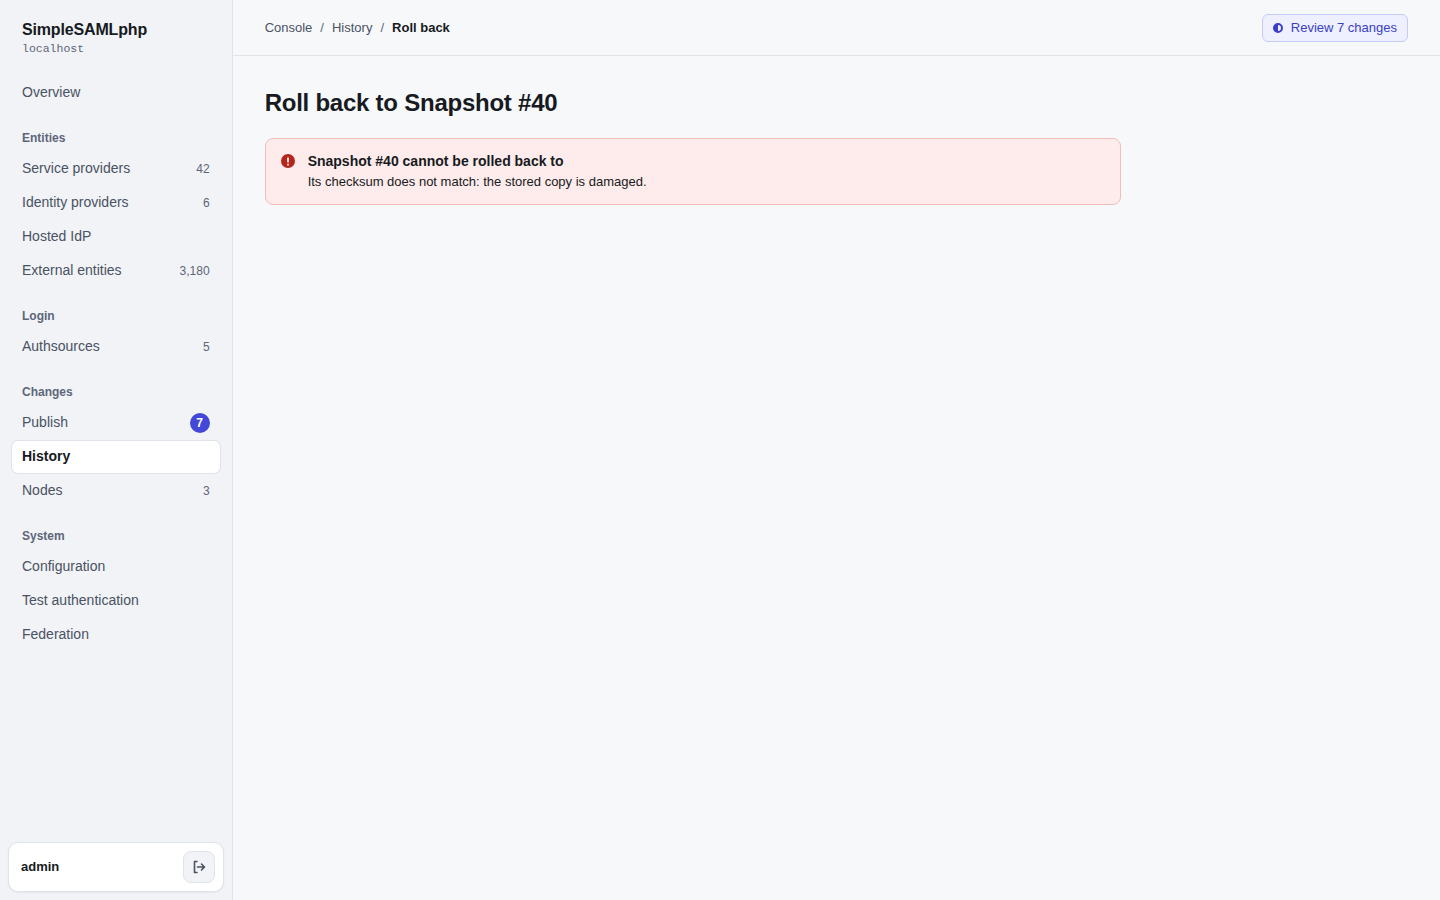 SimpleSAMLphp
localhost
Overview
Entities
Service providers 42
Identity providers 6
Hosted IdP
External entities 3,180
Login
Authsources 5
Changes
Publish 7
History
Nodes 3
System
Configuration
Test authentication
Federation
admin
Console / History / Roll back
Review 7 changes
Roll back to Snapshot #40
Snapshot #40 cannot be rolled back to
Its checksum does not match: the stored copy is damaged.